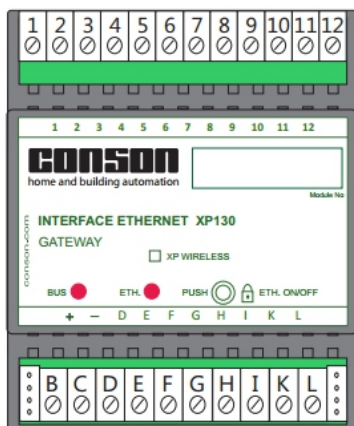 1 2 3 4 5 6 7 8 9 10 11 12
1 2 3 4 5 6 7 8 9 10 11 12
conson
home and building automation
Module No
conson.com
INTERFACE ETHERNET XP130
GATEWAY
XP WIRELESS
BUS ETH. PUSH ETH. ON/OFF
+ − D E F G H I K L
B C D E F G H I K L